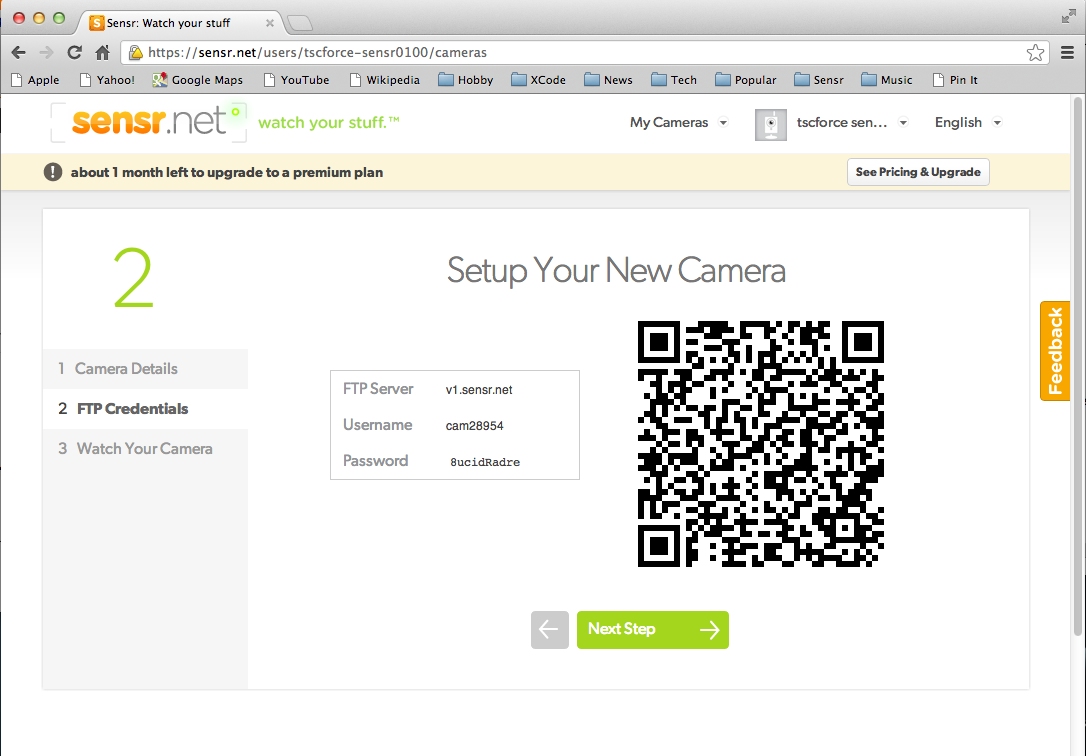 Sensr: Watch your stuff
https://sensr.net/users/tscforce-sensr0100/cameras
Apple Yahoo! Google Maps YouTube Wikipedia Hobby XCode News Tech Popular Sensr Music Pin It
sensr.net watch your stuff.™ My Cameras tscforce sen... English
about 1 month left to upgrade to a premium plan See Pricing & Upgrade
2
Setup Your New Camera
Feedback
1 Camera Details
2 FTP Credentials
3 Watch Your Camera
FTP Server v1.sensr.net
Username cam28954
Password 8ucidRadre
Next Step